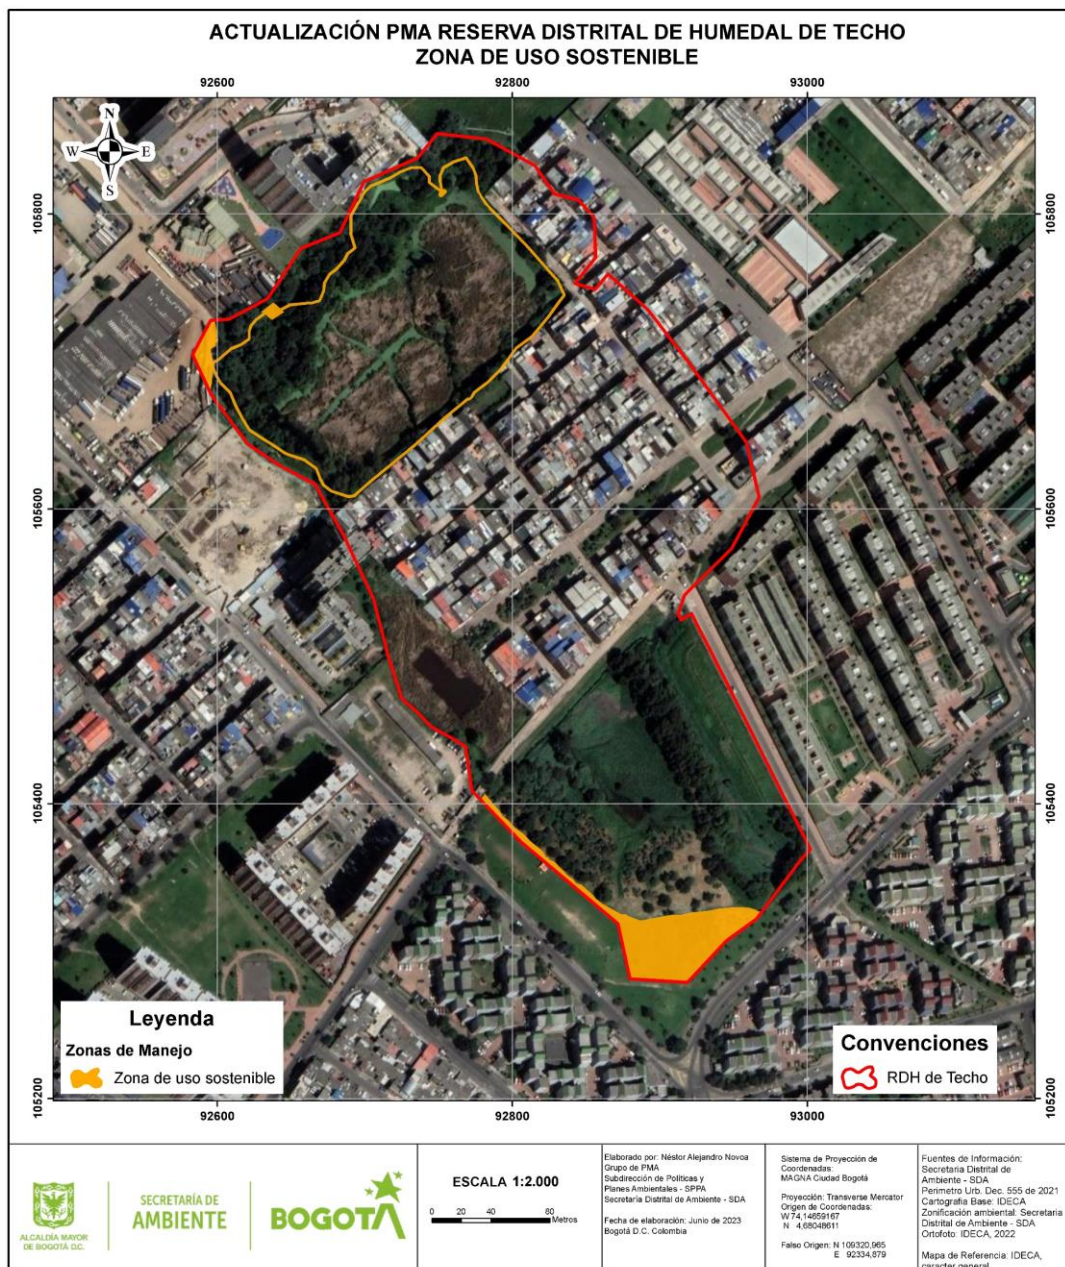 ACTUALIZACIÓN PMA RESERVA DISTRITAL DE HUMEDAL DE TECHO
ZONA DE USO SOSTENIBLE
92600
92800
93000
N
W
E
S
105800
105800
105600
105600
105400
105400
105200
105200
Leyenda
Zonas de Manejo
Zona de uso sostenible
Convenciones
RDH de Techo
92600
92800
93000
ALCALDÍA MAYOR
DE BOGOTÁ D.C.
SECRETARÍA DE
AMBIENTE
BOGOTÁ
ESCALA 1:2.000
0 20 40 80
Metros
Elaborado por: Néstor Alejandro Novoa
Grupo de PMA
Subdirección de Políticas y
Planes Ambientales - SPPA
Secretaría Distrital de Ambiente - SDA
Fecha de elaboración: Junio de 2023
Bogotá D.C. Colombia
Sistema de Proyección de
Coordenadas:
MAGNA Ciudad Bogotá
Proyección: Transverse Mercator
Origen de Coordenadas:
W 74,14659167
N 4,68048611
Falso Origen: N 109320,965
E 92334,879
Fuentes de Información:
Secretaria Distrital de
Ambiente - SDA
Perimetro Urb. Dec. 555 de 2021
Cartografia Base: IDECA
Zonificación ambiental: Secretaria
Distrital de Ambiente - SDA
Ortofoto: IDECA, 2022
Mapa de Referencia: IDECA,
caracter general